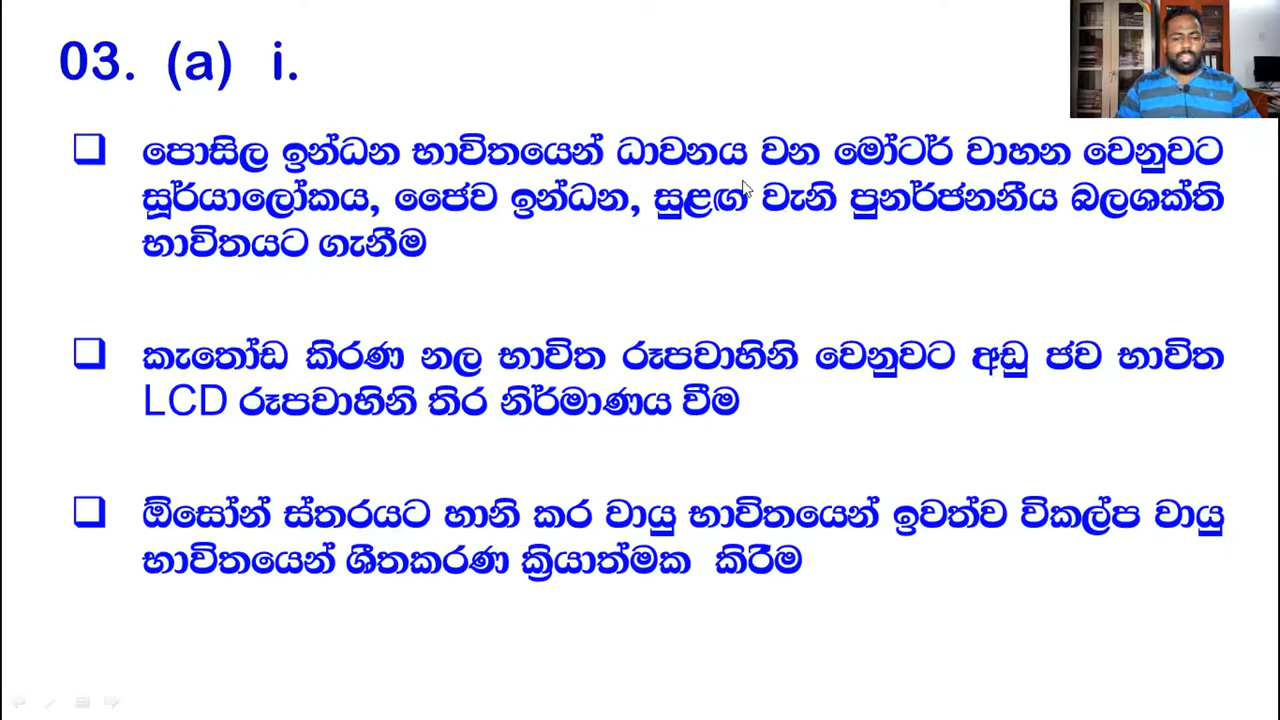 03. (a) i.
පොසිල ඉන්ධන භාවිතයෙන් ධාවනය වන මෝටර් වාහන වෙනුවට
සූර්යාලෝකය, ජෛව ඉන්ධන, සුළඟ වැනි පුනර්ජනනීය බලශක්ති
භාවිතයට ගැනීම
කැතෝඩ කිරණ නල භාවිත රූපවාහිනි වෙනුවට අඩු ජව භාවිත
LCD රූපවාහිනි තිර නිර්මාණය වීම
ඕසෝන් ස්තරයට හානි කර වායු භාවිතයෙන් ඉවත්ව විකල්ප වායු
භාවිතයෙන් ශීතකරණ ක්‍රියාත්මක කිරීම